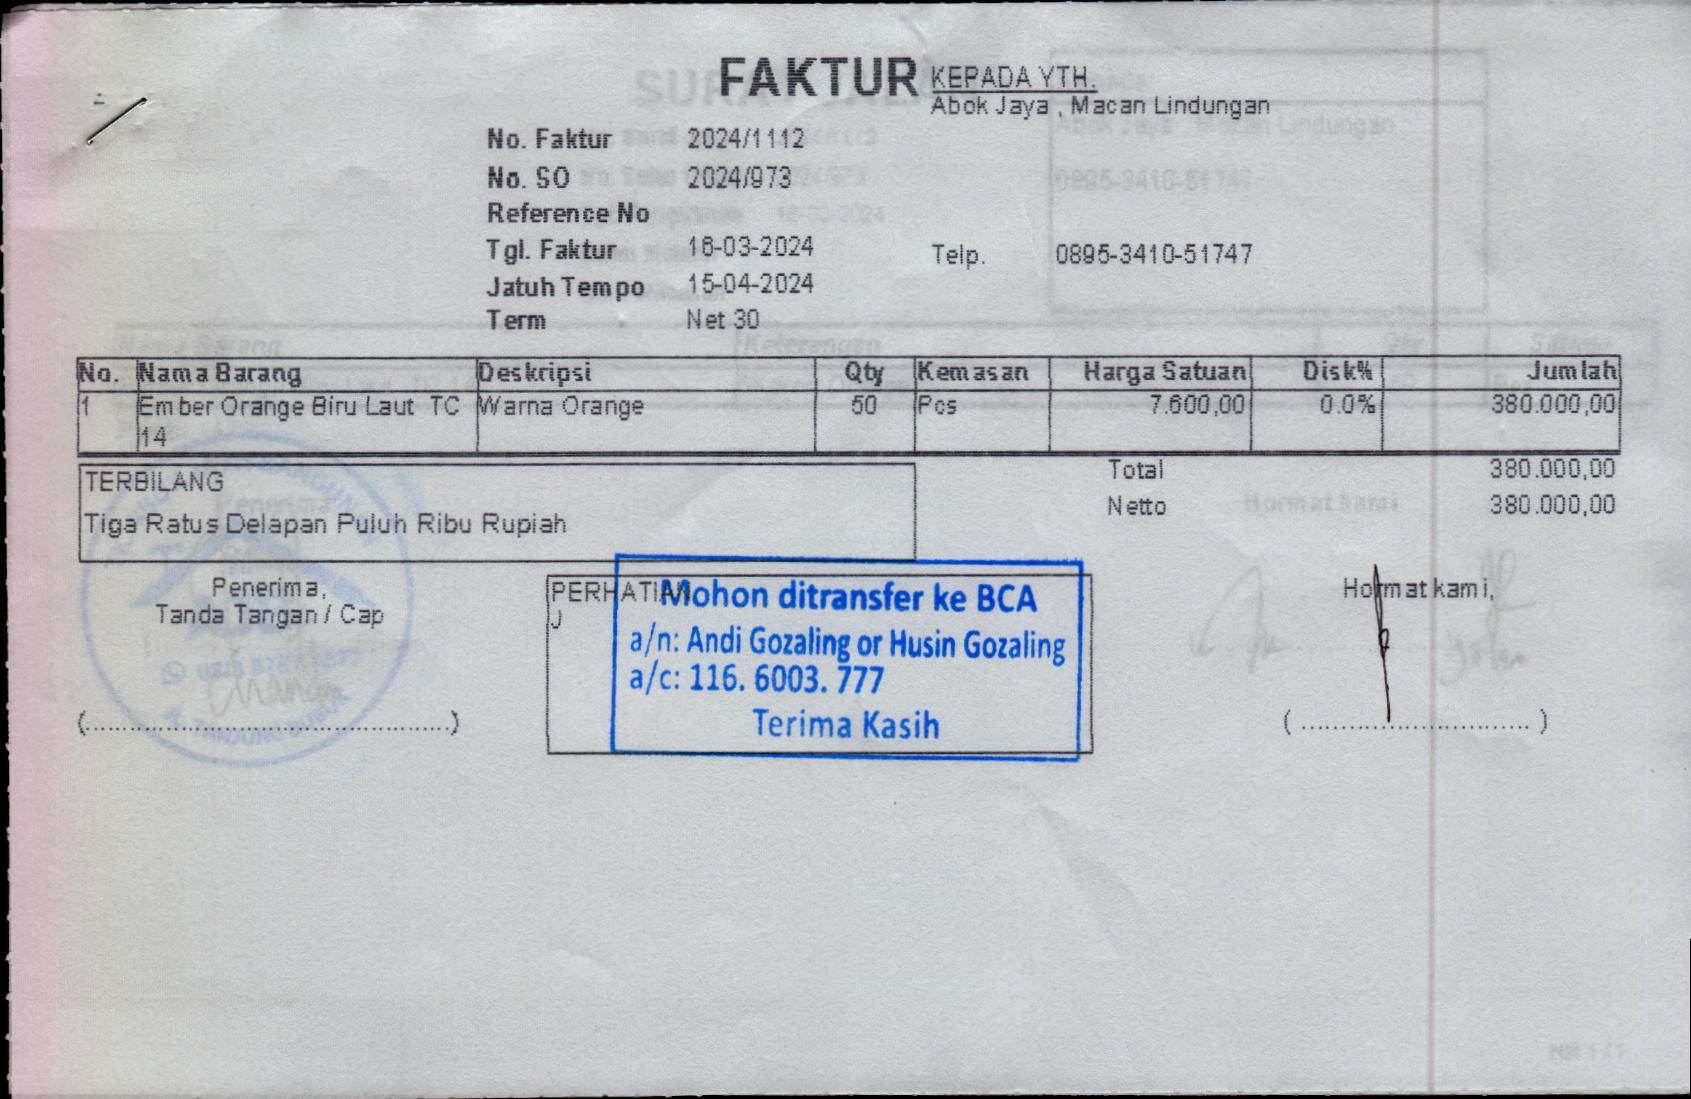 FAKTUR
KEPADA YTH.
Abok Jaya , Macan Lindungan
No. Faktur 2024/1112
No. SO 2024/973
Reference No
Tgl. Faktur 16-03-2024
Telp. 0895-3410-51747
Jatuh Tempo 15-04-2024
Term Net 30
No. Nama Barang Deskripsi Qty Kemasan Harga Satuan Disk% Jumlah
1 Ember Orange Biru Laut TC Warna Orange 50 Pcs 7.600,00 0.0% 380.000,00
14
Total 380.000,00
Netto 380.000,00
TERBILANG
Tiga Ratus Delapan Puluh Ribu Rupiah
Penerima,
Tanda Tangan / Cap
(................................................)
PERHATIAN
J
Mohon ditransfer ke BCA
a/n: Andi Gozaling or Husin Gozaling
a/c: 116. 6003. 777
Terima Kasih
Hormat kami,
( .............................. )